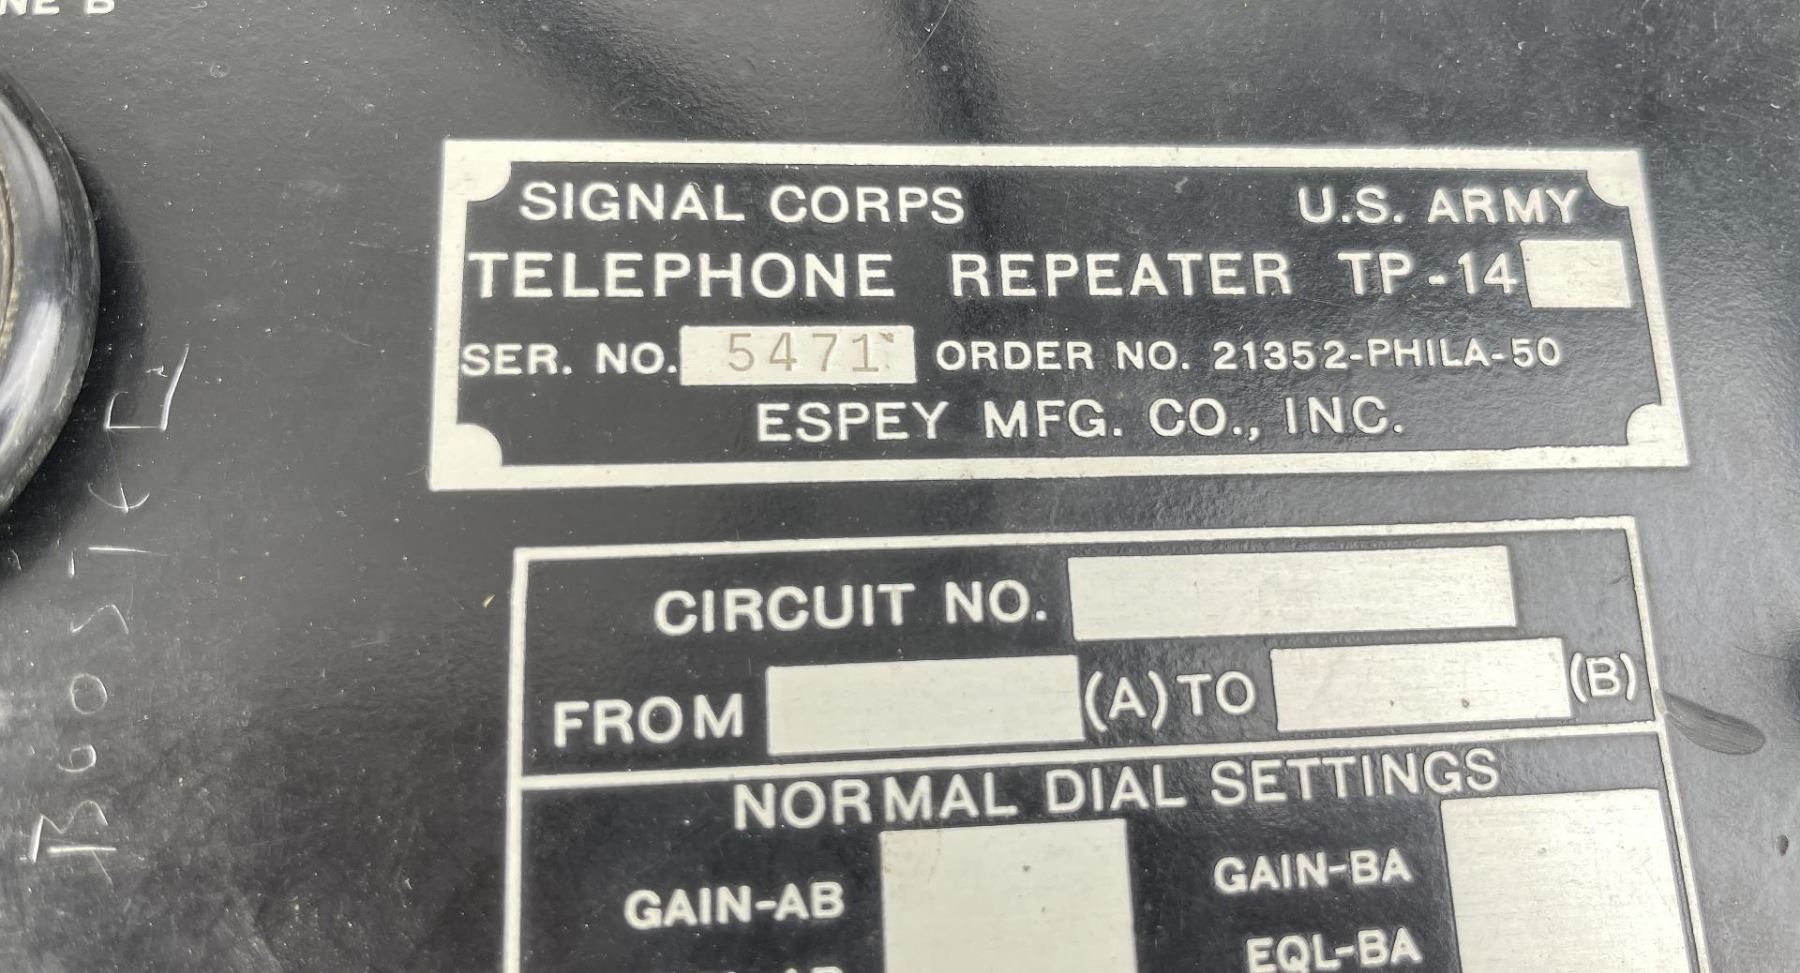 NE B
SIGNAL CORPS U.S. ARMY
TELEPHONE REPEATER TP-14
SER. NO. 5471 ORDER NO. 21352-PHILA-50
ESPEY MFG. CO., INC.
CIRCUIT NO.
FROM (A) TO (B)
NORMAL DIAL SETTINGS
GAIN-AB GAIN-BA
EQL-BA